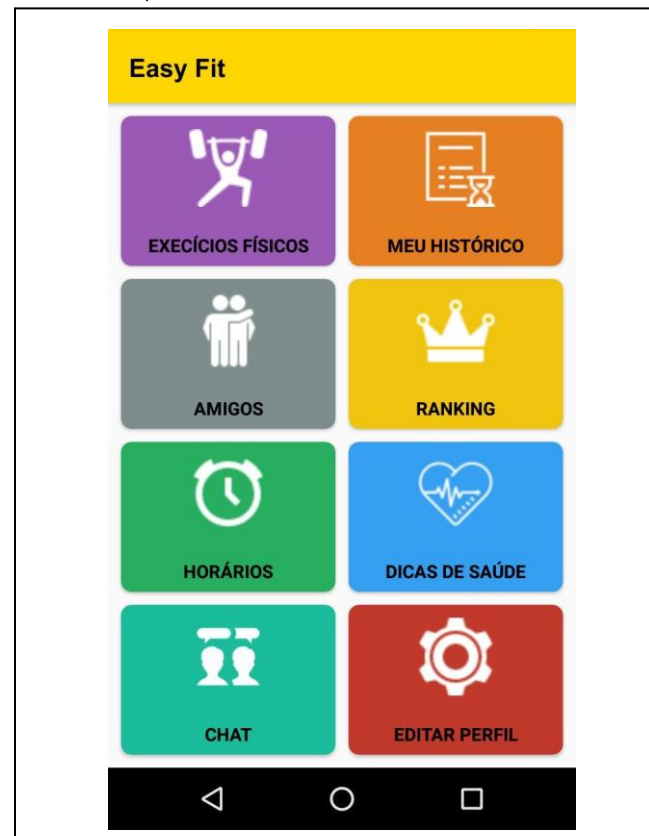 Easy Fit
EXECÍCIOS FÍSICOS
MEU HISTÓRICO
AMIGOS
RANKING
HORÁRIOS
DICAS DE SAÚDE
CHAT
EDITAR PERFIL